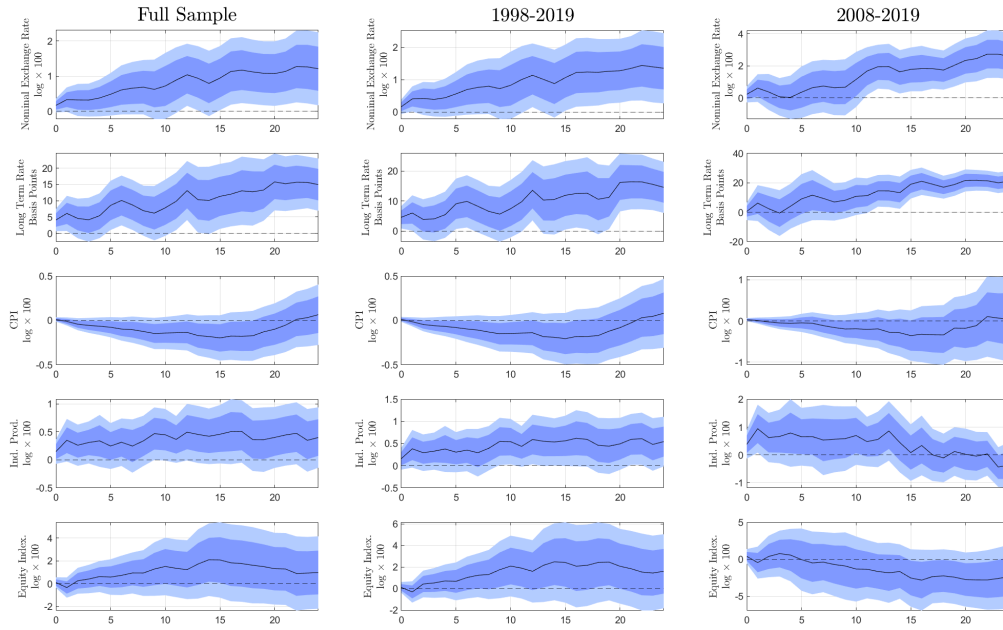 Full Sample
1998-2019
2008-2019
Nominal Exchange Rate
log × 100
2
1
0
0 5 10 15 20
Nominal Exchange Rate
log × 100
2
1
0
0 5 10 15 20
Nominal Exchange Rate
log × 100
4
2
0
0 5 10 15 20
Long Term Rate
Basis Points
20
15
10
5
0
0 5 10 15 20
Long Term Rate
Basis Points
20
10
0
0 5 10 15 20
Long Term Rate
Basis Points
40
20
0
-20
0 5 10 15 20
CPI
log × 100
0.5
0
-0.5
0 5 10 15 20
CPI
log × 100
0.5
0
-0.5
0 5 10 15 20
CPI
log × 100
1
0
-1
0 5 10 15 20
Ind. Prod.
log × 100
1
0.5
0
-0.5
0 5 10 15 20
Ind. Prod.
log × 100
1.5
1
0.5
0
-0.5
0 5 10 15 20
Ind. Prod.
log × 100
2
1
0
-1
0 5 10 15 20
Equity Index.
log × 100
4
2
0
-2
0 5 10 15 20
Equity Index.
log × 100
6
4
2
0
-2
0 5 10 15 20
Equity Index.
log × 100
5
0
-5
0 5 10 15 20